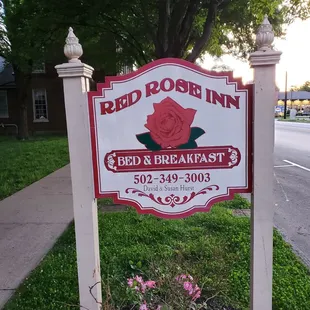 RED ROSE INN
BED & BREAKFAST
502-349-3003
David & Susan Hurst